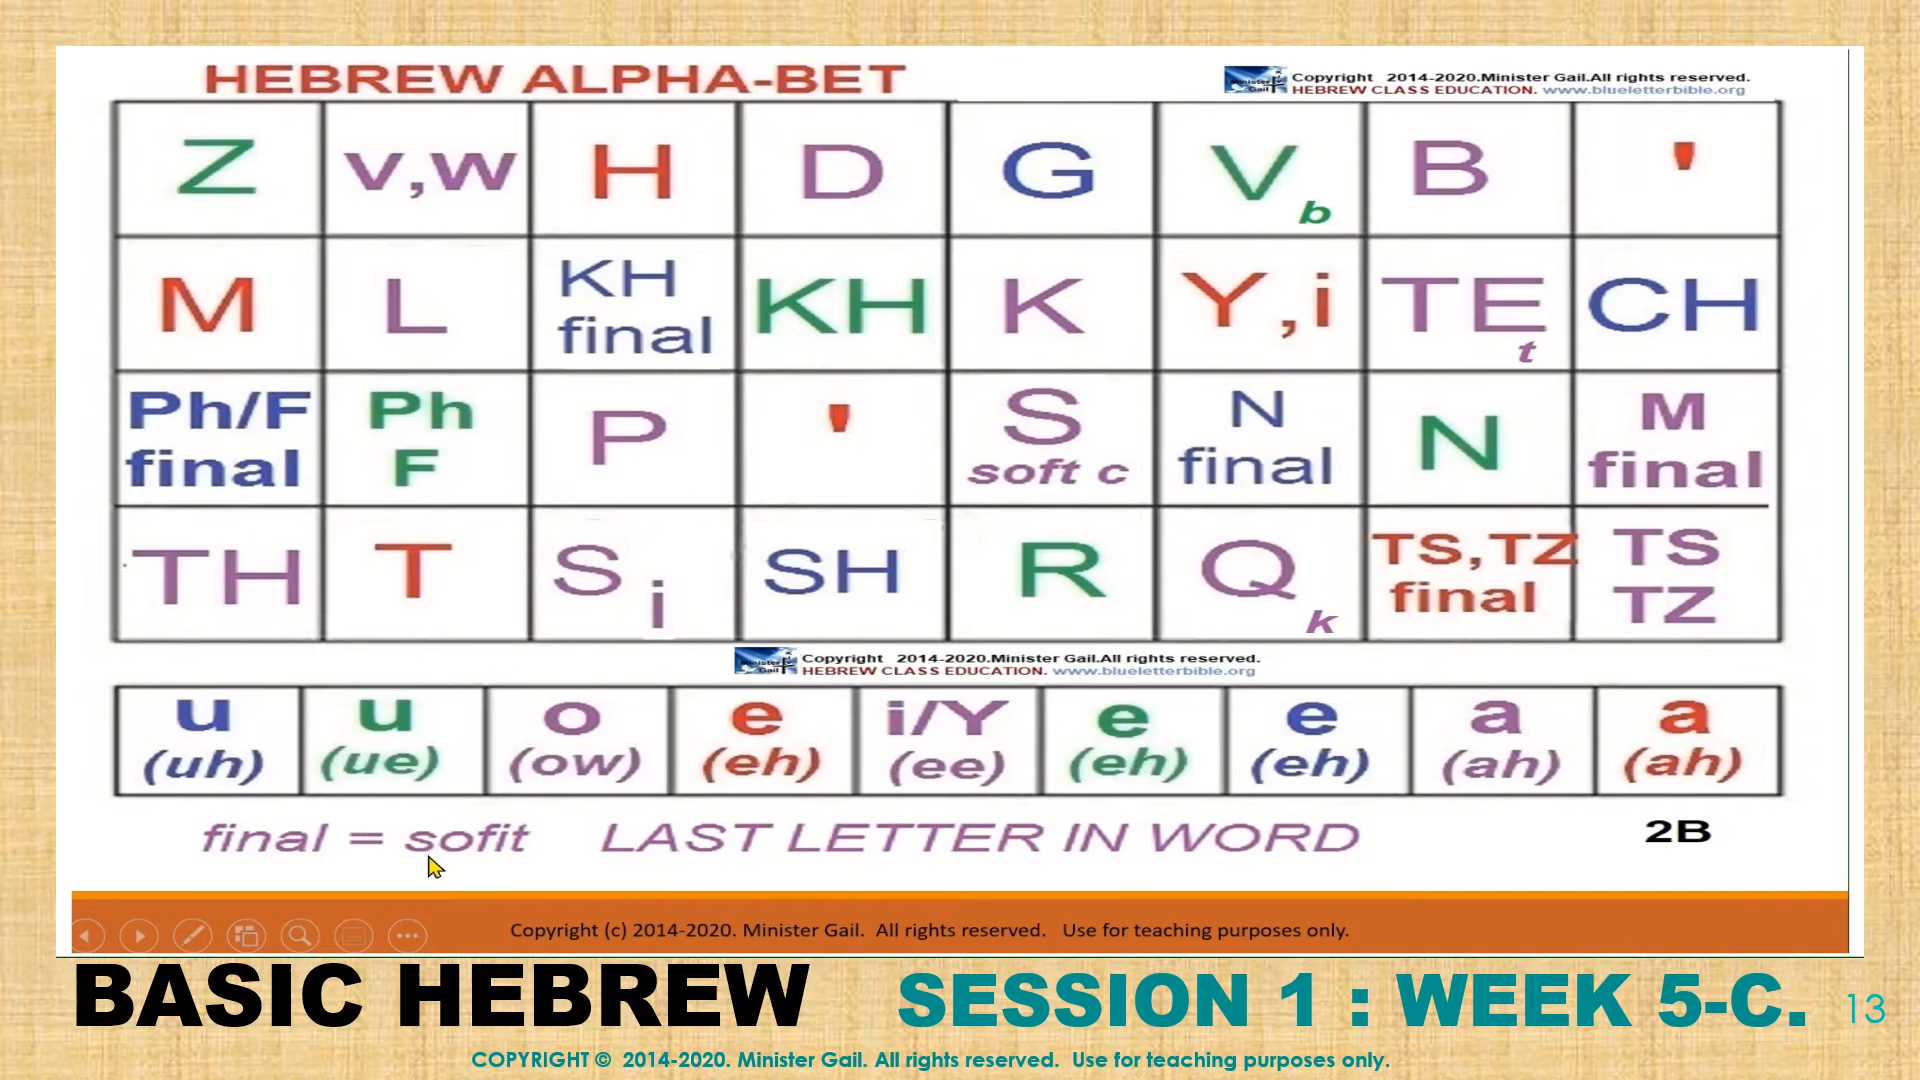 HEBREW ALPHA-BET
Copyright 2014-2020.Minister Gail.All rights reserved.
HEBREW CLASS EDUCATION. www.blueletterbible.org
Z V,W H D G V b B '
M L KH final KH K Y,i TE t CH
Ph/F final Ph F P ' S soft c N final N M final
TH T S i SH R Q k TS,TZ final TS TZ
Minister Gail
Copyright 2014-2020.Minister Gail.All rights reserved.
HEBREW CLASS EDUCATION. www.blueletterbible.org
u u o e i/Y e e a a
(uh) (ue) (ow) (eh) (ee) (eh) (eh) (ah) (ah)
final = sofit LAST LETTER IN WORD 2B
Copyright (c) 2014-2020. Minister Gail. All rights reserved. Use for teaching purposes only.
BASIC HEBREW SESSION 1 : WEEK 5-C. 13
COPYRIGHT © 2014-2020. Minister Gail. All rights reserved. Use for teaching purposes only.